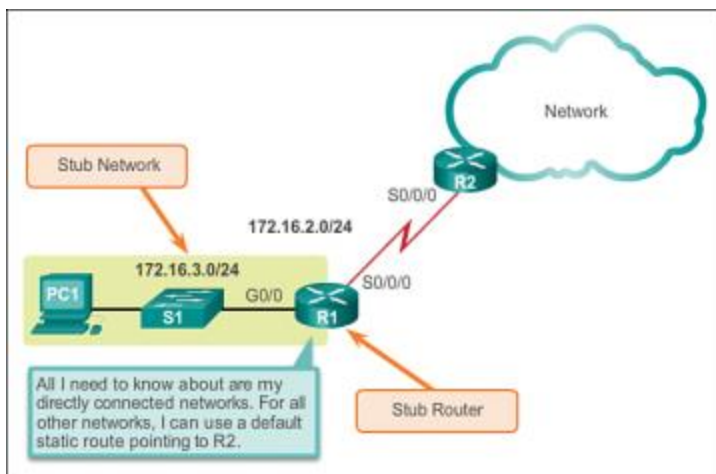 Network
Stub Network
R2
S0/0/0
172.16.2.0/24
172.16.3.0/24
S0/0/0
PC1
G0/0
S1
R1
All I need to know about are my
directly connected networks. For all
other networks, I can use a default
static route pointing to R2.
Stub Router